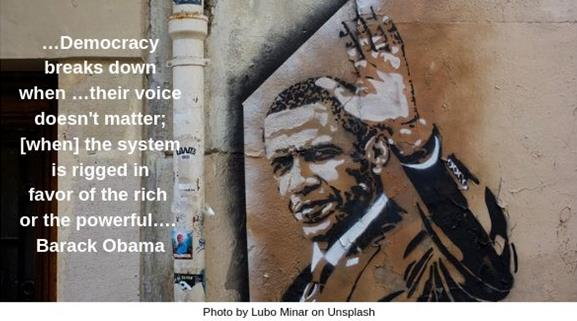 …Democracy
breaks down
when …their voice
doesn't matter;
[when] the system
is rigged in
favor of the rich
or the powerful….
Barack Obama
Photo by Lubo Minar on Unsplash